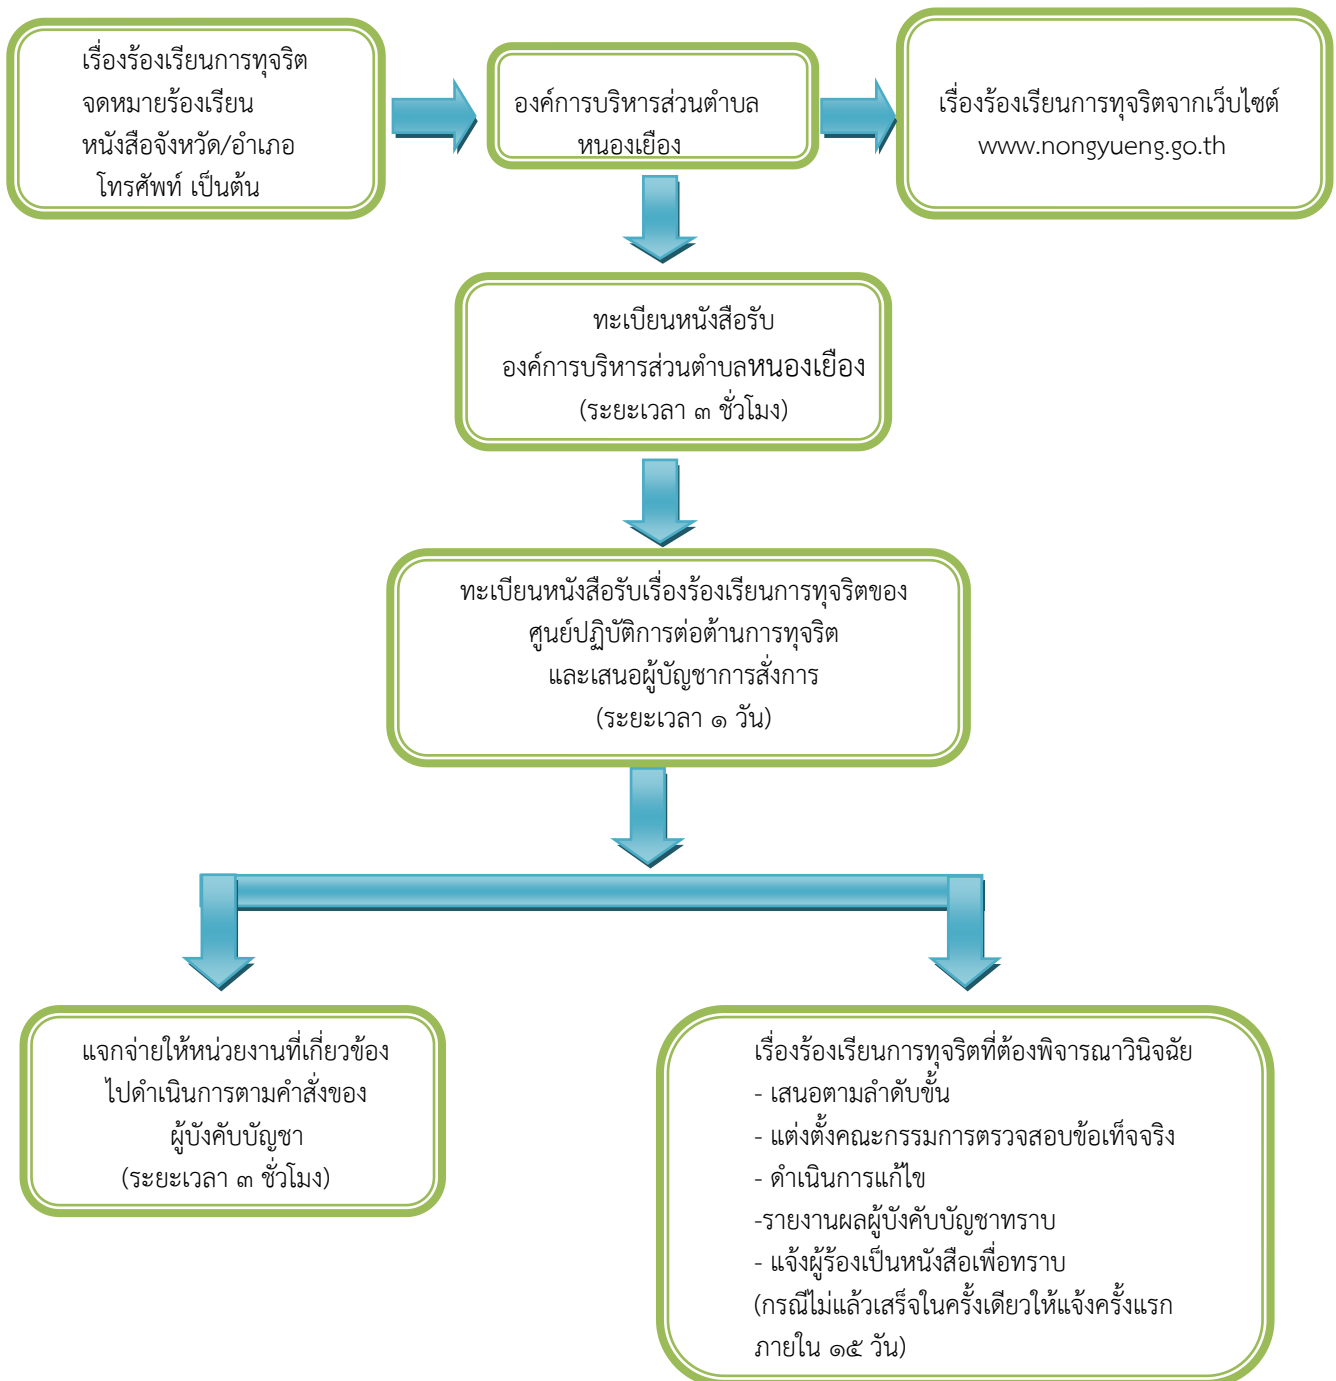 เรื่องร้องเรียนการทุจริต
จดหมายร้องเรียน
หนังสือจังหวัด/อำเภอ
โทรศัพท์ เป็นต้น
องค์การบริหารส่วนตำบล
หนองเยือง
เรื่องร้องเรียนการทุจริตจากเว็บไซต์
www.nongyueng.go.th
ทะเบียนหนังสือรับ
องค์การบริหารส่วนตำบลหนองเยือง
(ระยะเวลา ๓ ชั่วโมง)
ทะเบียนหนังสือรับเรื่องร้องเรียนการทุจริตของ
ศูนย์ปฏิบัติการต่อต้านการทุจริต
และเสนอผู้บัญชาการสั่งการ
(ระยะเวลา ๑ วัน)
แจกจ่ายให้หน่วยงานที่เกี่ยวข้อง
ไปดำเนินการตามคำสั่งของ
ผู้บังคับบัญชา
(ระยะเวลา ๓ ชั่วโมง)
เรื่องร้องเรียนการทุจริตที่ต้องพิจารณาวินิจฉัย
- เสนอตามลำดับขั้น
- แต่งตั้งคณะกรรมการตรวจสอบข้อเท็จจริง
- ดำเนินการแก้ไข
-รายงานผลผู้บังคับบัญชาทราบ
- แจ้งผู้ร้องเป็นหนังสือเพื่อทราบ
(กรณีไม่แล้วเสร็จในครั้งเดียวให้แจ้งครั้งแรก
ภายใน ๑๕ วัน)